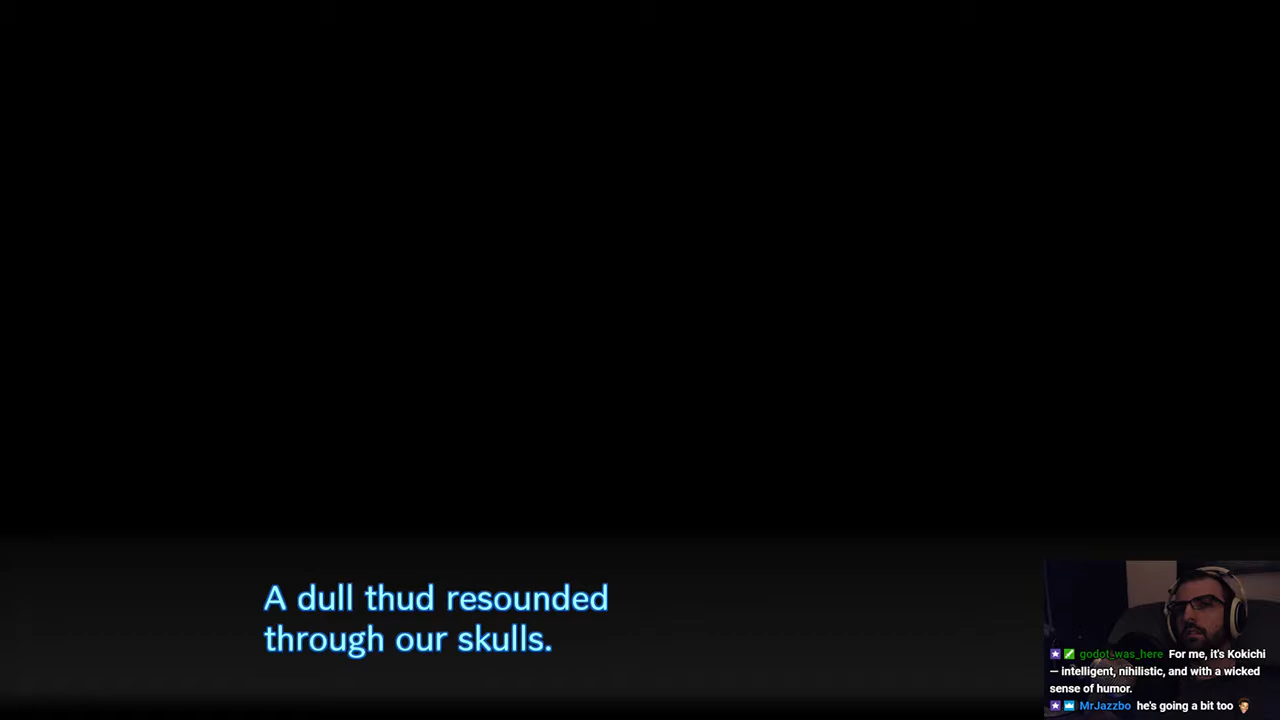 A dull thud resounded
through our skulls.
godot_was_here For me, it's Kokichi
— intelligent, nihilistic, and with a wicked
sense of humor.
MrJazzbo he's going a bit too